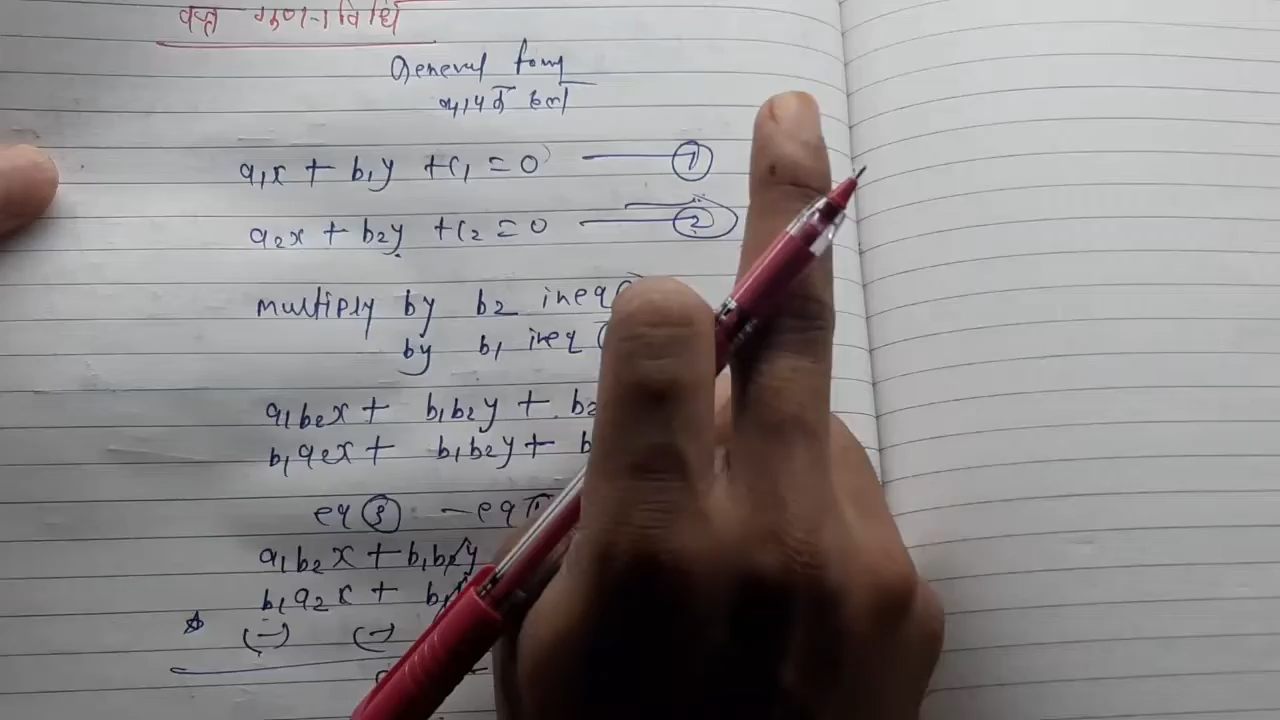 वज्र गुणन विधि
General form
व्यापक रूप
a₁x + b₁y + c₁ = 0 — ①
a₂x + b₂y + c₂ = 0 — ②
multiply by b₂ in eq
by b₁ in eq
a₁b₂x + b₁b₂y + b₂
b₁a₂x + b₁b₂y + b
eq ③ – eq
a₁b₂x + b₁b₂y
b₁a₂x + b₁
(-) (-)